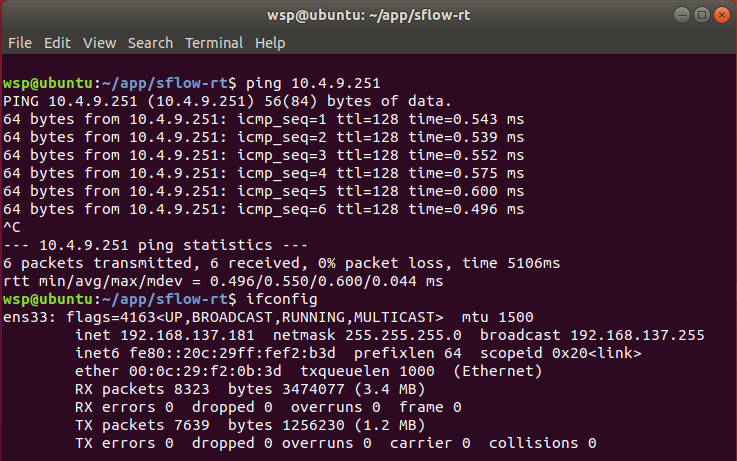 wsp@ubuntu: ~/app/sflow-rt
File Edit View Search Terminal Help
wsp@ubuntu:~/app/sflow-rt$ ping 10.4.9.251
PING 10.4.9.251 (10.4.9.251) 56(84) bytes of data.
64 bytes from 10.4.9.251: icmp_seq=1 ttl=128 time=0.543 ms
64 bytes from 10.4.9.251: icmp_seq=2 ttl=128 time=0.539 ms
64 bytes from 10.4.9.251: icmp_seq=3 ttl=128 time=0.552 ms
64 bytes from 10.4.9.251: icmp_seq=4 ttl=128 time=0.575 ms
64 bytes from 10.4.9.251: icmp_seq=5 ttl=128 time=0.600 ms
64 bytes from 10.4.9.251: icmp_seq=6 ttl=128 time=0.496 ms
^C
--- 10.4.9.251 ping statistics ---
6 packets transmitted, 6 received, 0% packet loss, time 5106ms
rtt min/avg/max/mdev = 0.496/0.550/0.600/0.044 ms
wsp@ubuntu:~/app/sflow-rt$ ifconfig
ens33: flags=4163<UP,BROADCAST,RUNNING,MULTICAST>  mtu 1500
        inet 192.168.137.181  netmask 255.255.255.0  broadcast 192.168.137.255
        inet6 fe80::20c:29ff:fef2:b3d  prefixlen 64  scopeid 0x20<link>
        ether 00:0c:29:f2:0b:3d  txqueuelen 1000  (Ethernet)
        RX packets 8323  bytes 3474077 (3.4 MB)
        RX errors 0  dropped 0  overruns 0  frame 0
        TX packets 7639  bytes 1256230 (1.2 MB)
        TX errors 0  dropped 0 overruns 0  carrier 0  collisions 0